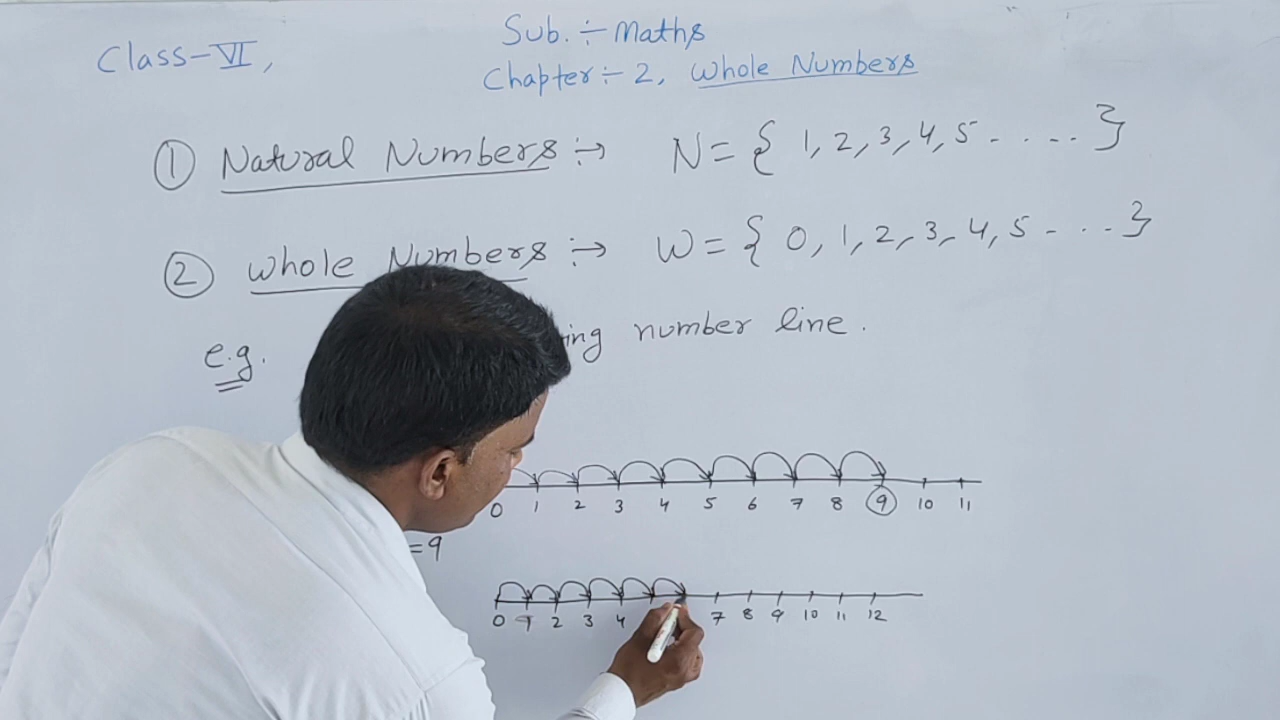 Class-VI,
Sub. ÷ Maths
Chapter ÷ 2, Whole Numbers
① Natural Numbers ÷→ N = { 1, 2, 3, 4, 5 - . . . . }
② Whole Numbers ÷→ W = { 0, 1, 2, 3, 4, 5 - . . . }
e.g. number line.
0 1 2 3 4 5 6 7 8 ⑨ 10 11
=9
0 1 2 3 4 7 8 9 10 11 12